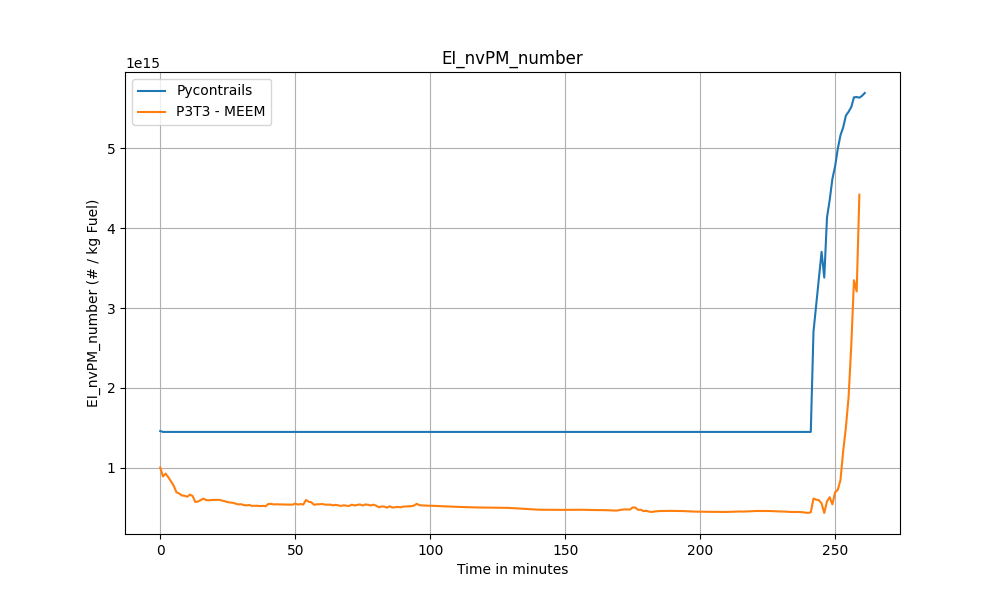 EI_nvPM_number
1e15
Pycontrails
P3T3 - MEEM
5
4
3
2
1
EI_nvPM_number (# / kg Fuel)
0 50 100 150 200 250
Time in minutes